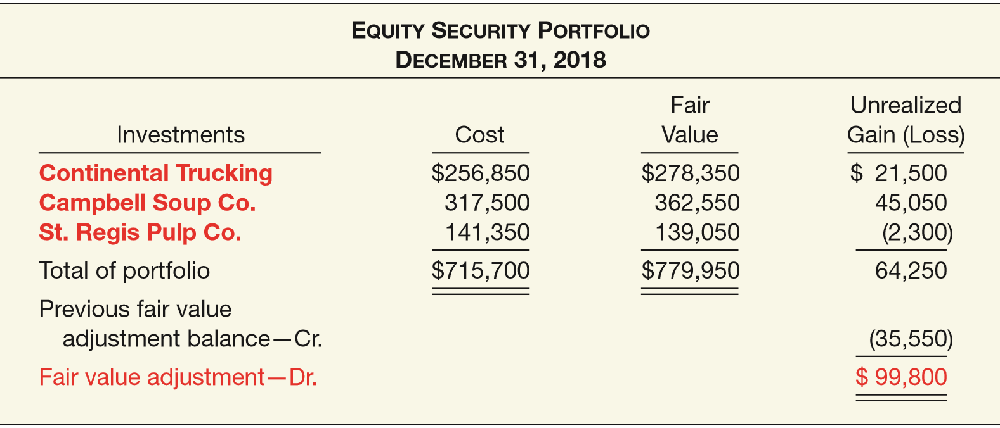 EQUITY SECURITY PORTFOLIO
DECEMBER 31, 2018
Fair Unrealized
Investments Cost Value Gain (Loss)
Continental Trucking $256,850 $278,350 $ 21,500
Campbell Soup Co. 317,500 362,550 45,050
St. Regis Pulp Co. 141,350 139,050 (2,300)
Total of portfolio $715,700 $779,950 64,250
Previous fair value
adjustment balance—Cr. (35,550)
Fair value adjustment—Dr. $ 99,800